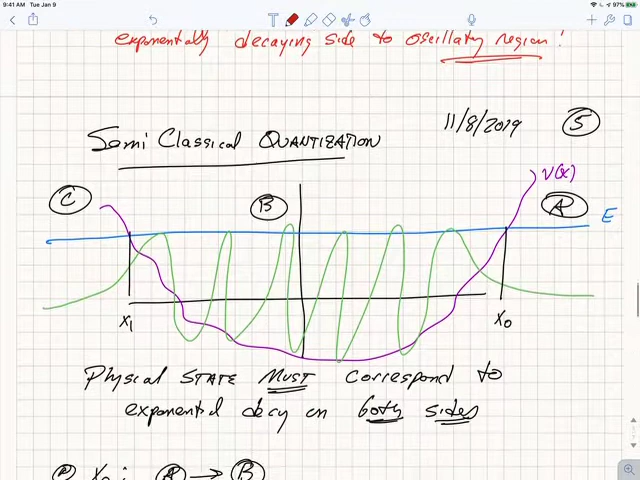 9:41 AM Tue Jan 9
97%
exponentially decaying side to oscillatory region!
Semi Classical QUANTIZATION
11/8/2019
5
C
B
V(x)
A
E
x₁
x₀
Physical STATE MUST correspond to
exponential decay on both sides
@ x₀ : A → B